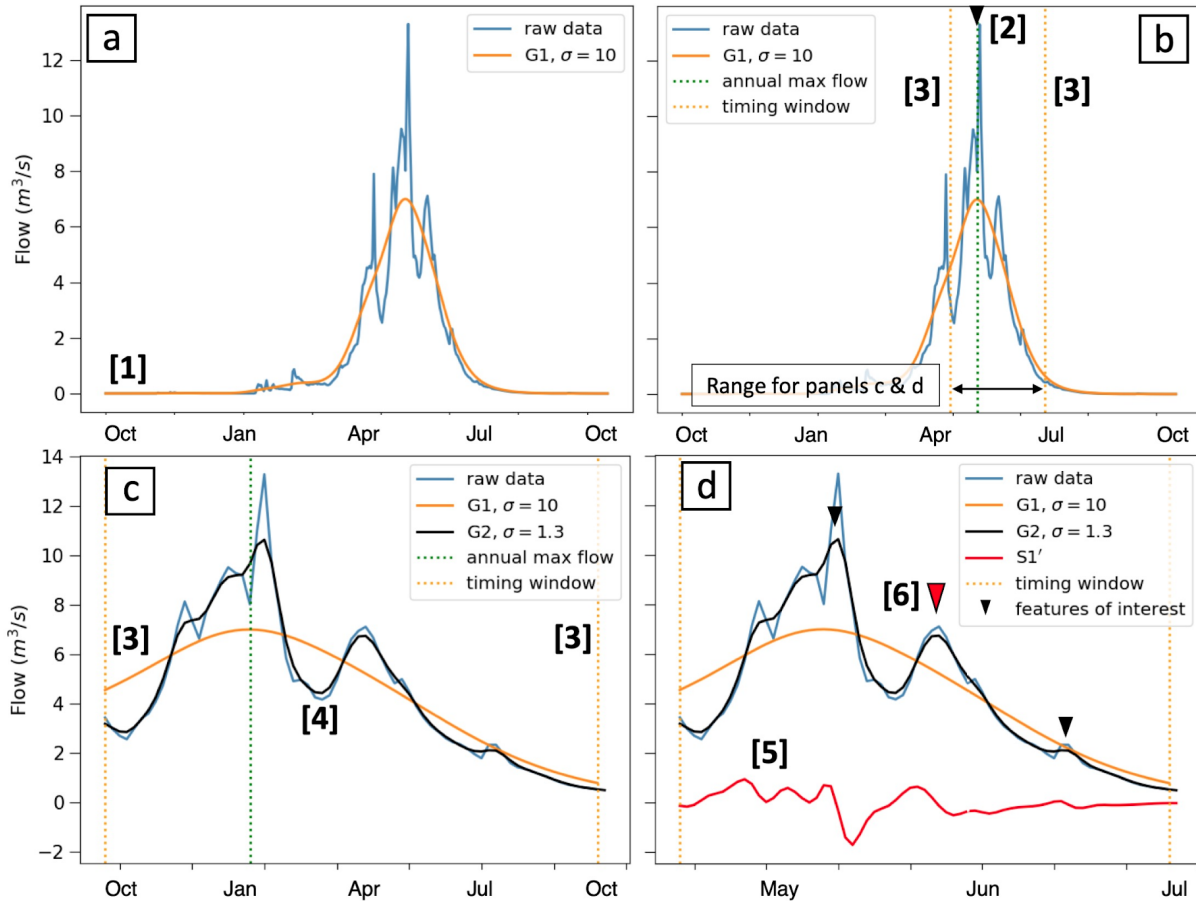 a
raw data
G1, σ = 10
[1]
12
10
8
6
4
2
0
Flow (m³/s)
Oct
Jan
Apr
Jul
Oct
b
raw data
G1, σ = 10
annual max flow
timing window
[2]
[3]
[3]
Range for panels c & d
Oct
Jan
Apr
Jul
Oct
c
raw data
G1, σ = 10
G2, σ = 1.3
annual max flow
timing window
[3]
[3]
[4]
14
12
10
8
6
4
2
0
−2
Flow (m³/s)
Oct
Jan
Apr
Jul
Oct
d
raw data
G1, σ = 10
G2, σ = 1.3
S1′
timing window
features of interest
[6]
[5]
May
Jun
Jul